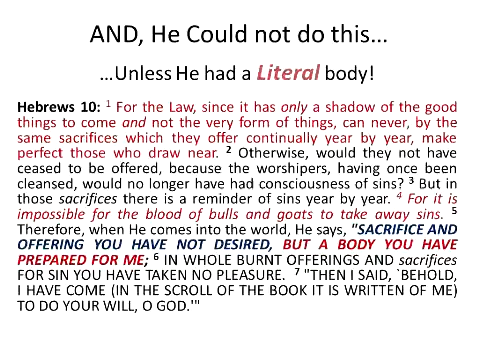 AND, He Could not do this…
…Unless He had a Literal body!
Hebrews 10: 1 For the Law, since it has only a shadow of the good
things to come and not the very form of things, can never, by the
same sacrifices which they offer continually year by year, make
perfect those who draw near. 2 Otherwise, would they not have
ceased to be offered, because the worshipers, having once been
cleansed, would no longer have had consciousness of sins? 3 But in
those sacrifices there is a reminder of sins year by year. 4 For it is
impossible for the blood of bulls and goats to take away sins. 5
Therefore, when He comes into the world, He says, "SACRIFICE AND
OFFERING YOU HAVE NOT DESIRED, BUT A BODY YOU HAVE
PREPARED FOR ME; 6 IN WHOLE BURNT OFFERINGS AND sacrifices
FOR SIN YOU HAVE TAKEN NO PLEASURE. 7 "THEN I SAID, `BEHOLD,
I HAVE COME (IN THE SCROLL OF THE BOOK IT IS WRITTEN OF ME)
TO DO YOUR WILL, O GOD.'"